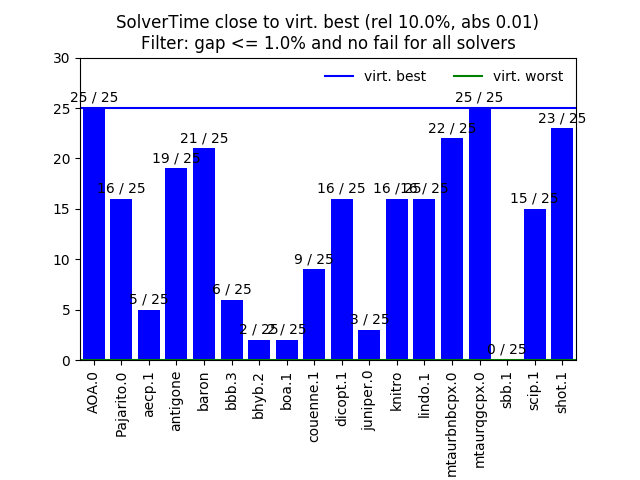 SolverTime close to virt. best (rel 10.0%, abs 0.01)
Filter: gap <= 1.0% and no fail for all solvers
virt. best
virt. worst
30
25
20
15
10
5
0
25 / 25
16 / 25
5 / 25
19 / 25
21 / 25
6 / 25
2 / 25
2 / 25
9 / 25
16 / 25
3 / 25
16 / 25
16 / 25
22 / 25
25 / 25
0 / 25
15 / 25
23 / 25
AOA.0
Pajarito.0
aecp.1
antigone
baron
bbb.3
bhyb.2
boa.1
couenne.1
dicopt.1
juniper.0
knitro
lindo.1
mtaurbnbcpx.0
mtaurqgcpx.0
sbb.1
scip.1
shot.1